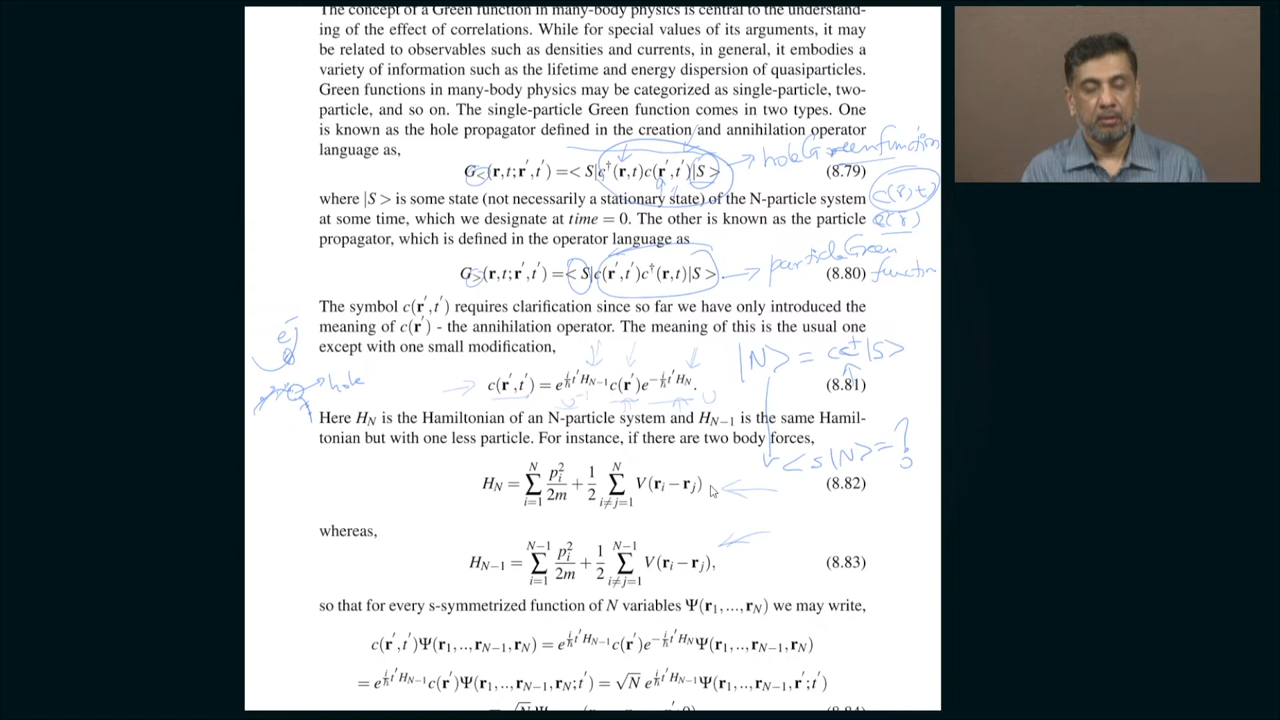 The concept of a Green function in many-body physics is central to the understand-
ing of the effect of correlations. While for special values of its arguments, it may
be related to observables such as densities and currents, in general, it embodies a
variety of information such as the lifetime and energy dispersion of quasiparticles.
Green functions in many-body physics may be categorized as single-particle, two-
particle, and so on. The single-particle Green function comes in two types. One
is known as the hole propagator defined in the creation and annihilation operator
language as,
G<(r,t;r′,t′) =< S|c†(r,t)c(r′,t′)|S > (8.79)
hole Green function
where |S > is some state (not necessarily a stationary state) of the N-particle system
c(r,t)
at some time, which we designate at time = 0. The other is known as the particle
c(r)
propagator, which is defined in the operator language as
G>(r,t;r′,t′) =< S|c(r′,t′)c†(r,t)|S > (8.80)
particle Green
function
The symbol c(r′,t′) requires clarification since so far we have only introduced the
meaning of c(r′) - the annihilation operator. The meaning of this is the usual one
except with one small modification,
e⁻
|N> = cc†|S>
hole
c(r′,t′) = e^{i/ħ t′H_{N−1}} c(r′)e^{−i/ħ t′H_N}. (8.81)
U⁻¹ U
Here H_N is the Hamiltonian of an N-particle system and H_{N−1} is the same Hamil-
tonian but with one less particle. For instance, if there are two body forces,
<S|N> = ?
H_N = ∑_{i=1}^{N} p_i²/2m + 1/2 ∑_{i≠j=1}^{N} V(r_i − r_j) (8.82)
whereas,
H_{N−1} = ∑_{i=1}^{N−1} p_i²/2m + 1/2 ∑_{i≠j=1}^{N−1} V(r_i − r_j), (8.83)
so that for every s-symmetrized function of N variables Ψ(r₁,...,r_N) we may write,
c(r′,t′)Ψ(r₁,..,r_{N−1},r_N) = e^{i/ħ t′H_{N−1}} c(r′)e^{−i/ħ t′H_N}Ψ(r₁,..,r_{N−1},r_N)
= e^{i/ħ t′H_{N−1}} c(r′)Ψ(r₁,..,r_{N−1},r_N;t′) = √N e^{i/ħ t′H_{N−1}}Ψ(r₁,..,r_{N−1},r′;t′)